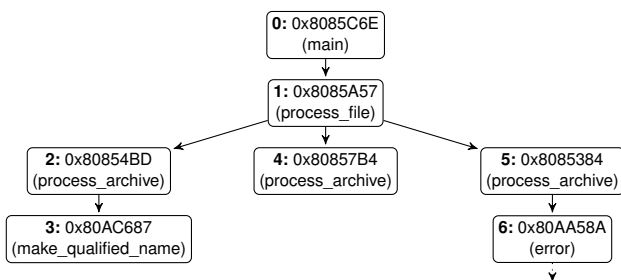 0: 0x8085C6E
(main)
1: 0x8085A57
(process_file)
2: 0x80854BD
(process_archive)
4: 0x80857B4
(process_archive)
5: 0x8085384
(process_archive)
3: 0x80AC687
(make_qualified_name)
6: 0x80AA58A
(error)